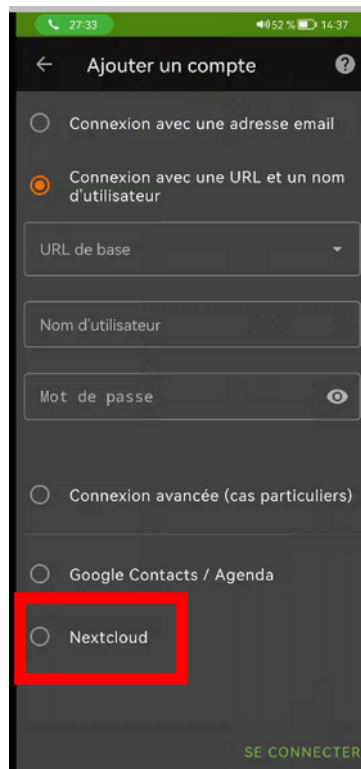 27:33 52 % 14:37
Ajouter un compte ?
Connexion avec une adresse email
Connexion avec une URL et un nom
d'utilisateur
URL de base
Nom d'utilisateur
Mot de passe
Connexion avancée (cas particuliers)
Google Contacts / Agenda
Nextcloud
SE CONNECTER